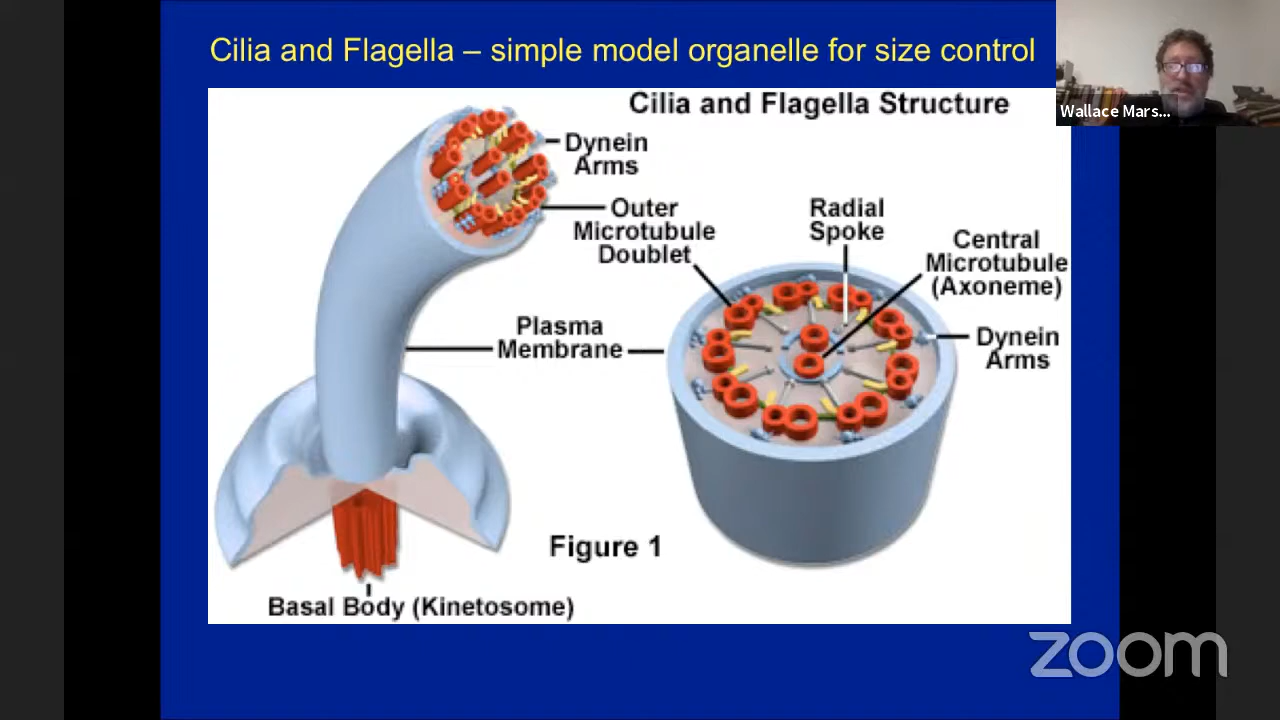 Cilia and Flagella – simple model organelle for size control
Wallace Mars...
Cilia and Flagella Structure
Dynein
Arms
Outer
Microtubule
Doublet
Radial
Spoke
Central
Microtubule
(Axoneme)
Plasma
Membrane
Dynein
Arms
Figure 1
Basal Body (Kinetosome)
zoom